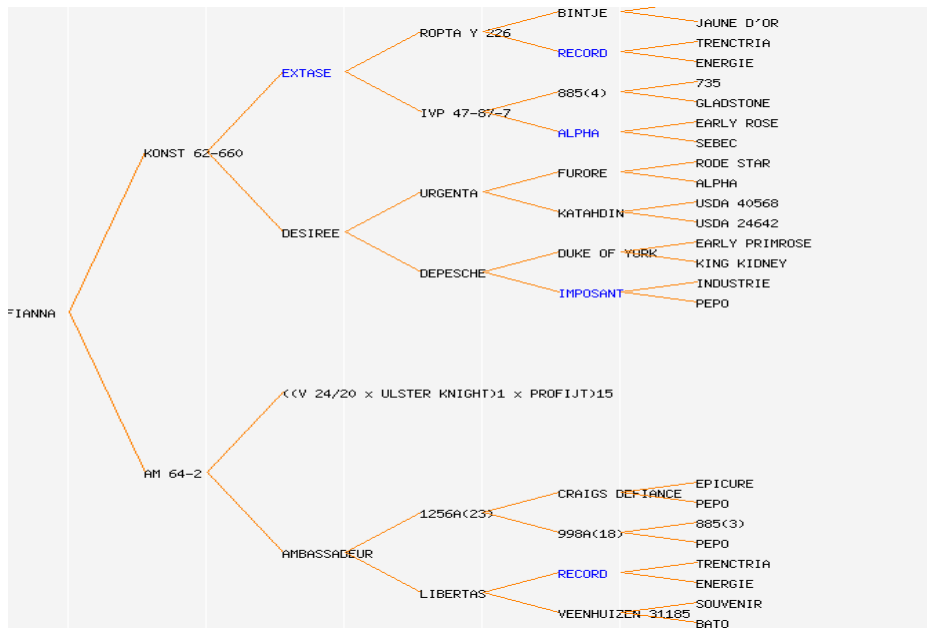 BINTJE
JAUNE D'OR
ROPTA Y 226
TRENCTRIA
RECORD
ENERGIE
EXTASE
735
885(4)
GLADSTONE
IVP 47-87-7
EARLY ROSE
ALPHA
SEBEC
KONST 62-660
RODE STAR
FURORE
ALPHA
URGENTA
USDA 40568
KATAHDIN
USDA 24642
DESIREE
EARLY PRIMROSE
DUKE OF YURK
KING KIDNEY
DEPESCHE
INDUSTRIE
IMPOSANT
PEPO
FIANNA
((V 24/20 x ULSTER KNIGHT)1 x PROFIJT)15
AM 64-2
EPICURE
CRAIGS DEFIANCE
PEPO
1256A(23)
885(3)
998A(18)
PEPO
AMBASSADEUR
TRENCTRIA
RECORD
ENERGIE
LIBERTAS
SOUVENIR
VEENHUIZEN 31185
BATO